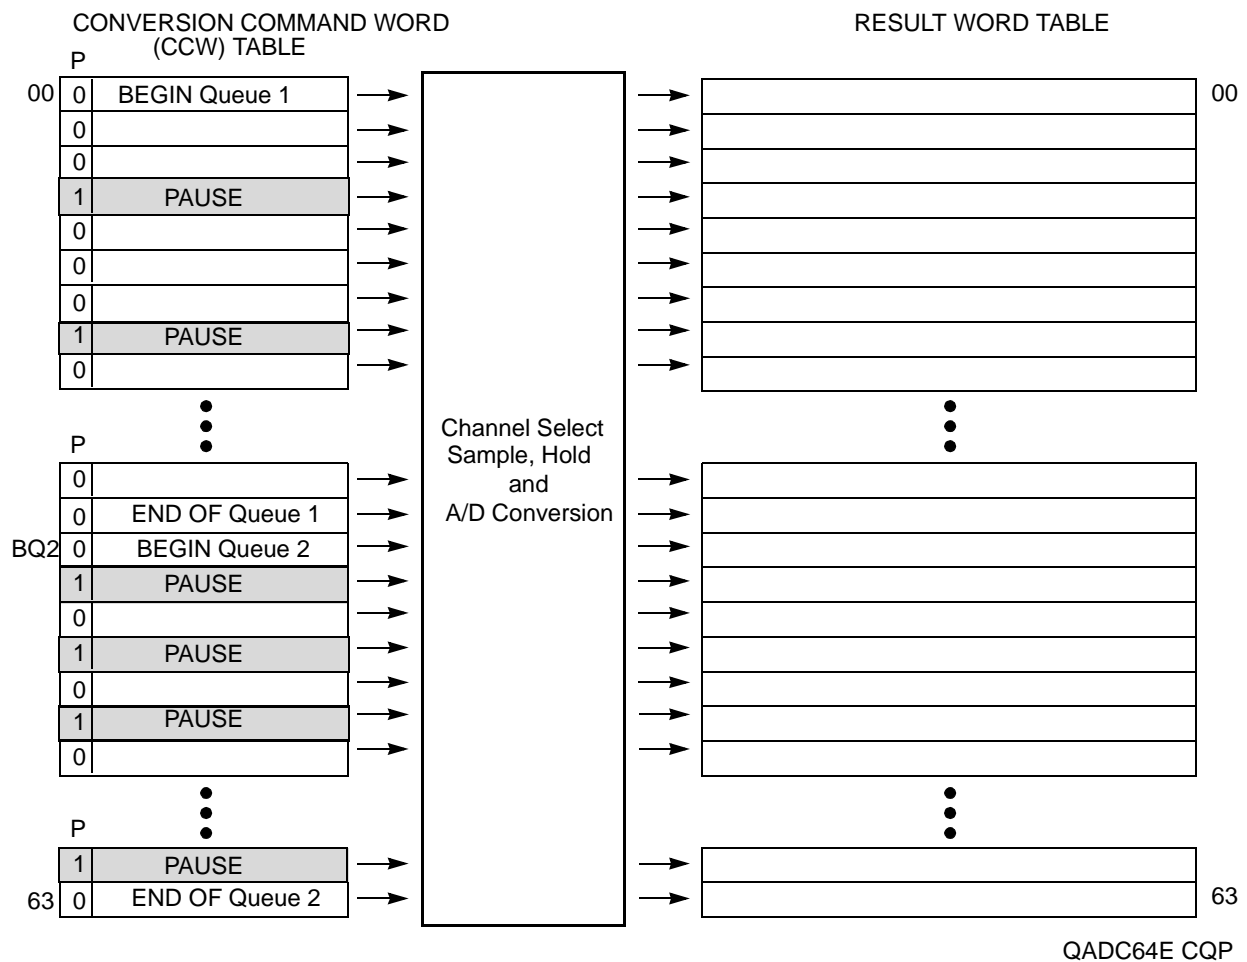 CONVERSION COMMAND WORD
(CCW) TABLE
RESULT WORD TABLE
P
00 0 BEGIN Queue 1 00
0
0
1 PAUSE
0
0
0
1 PAUSE
0
P
0
0 END OF Queue 1
BQ2 0 BEGIN Queue 2
1 PAUSE
0
1 PAUSE
0
1 PAUSE
0
Channel Select
Sample, Hold
and
A/D Conversion
P
1 PAUSE
63 0 END OF Queue 2 63
QADC64E CQP